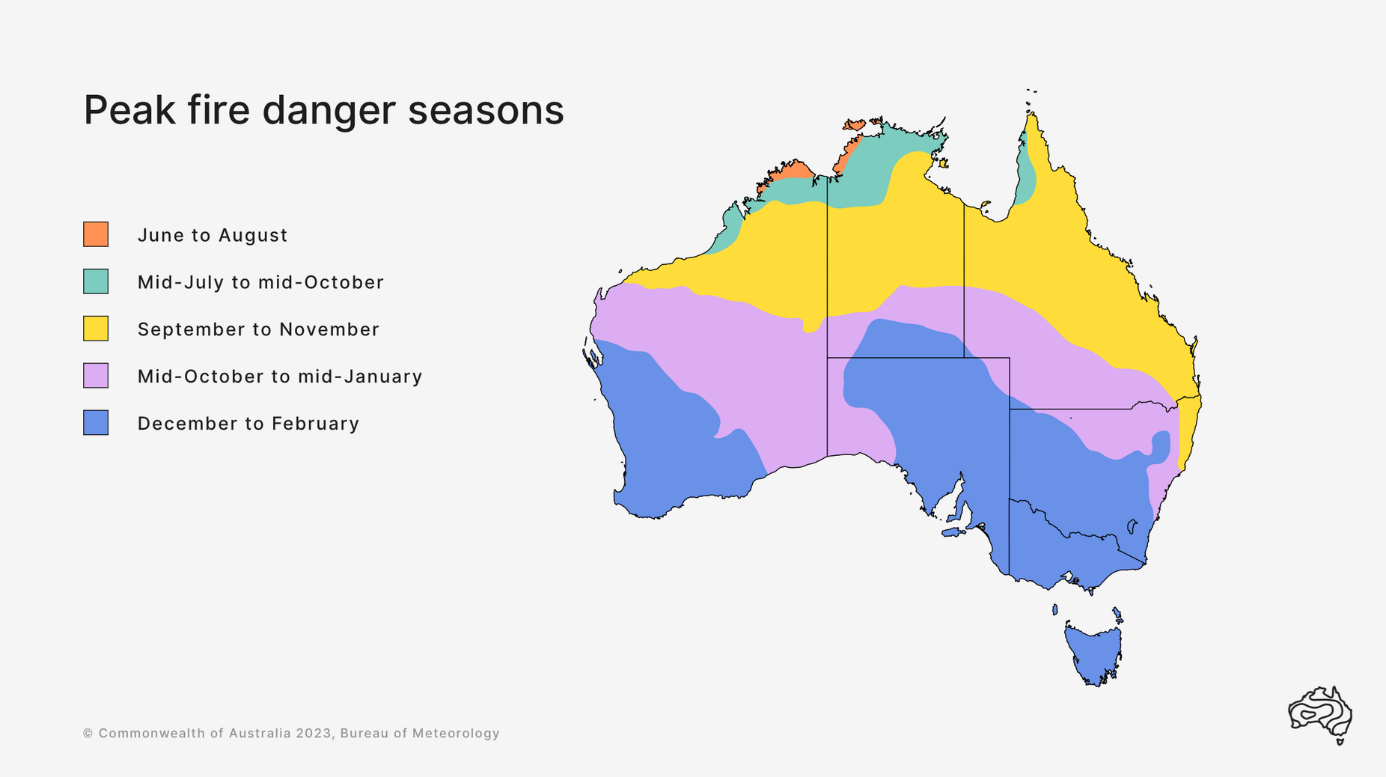 Peak fire danger seasons
June to August
Mid-July to mid-October
September to November
Mid-October to mid-January
December to February
© Commonwealth of Australia 2023, Bureau of Meteorology